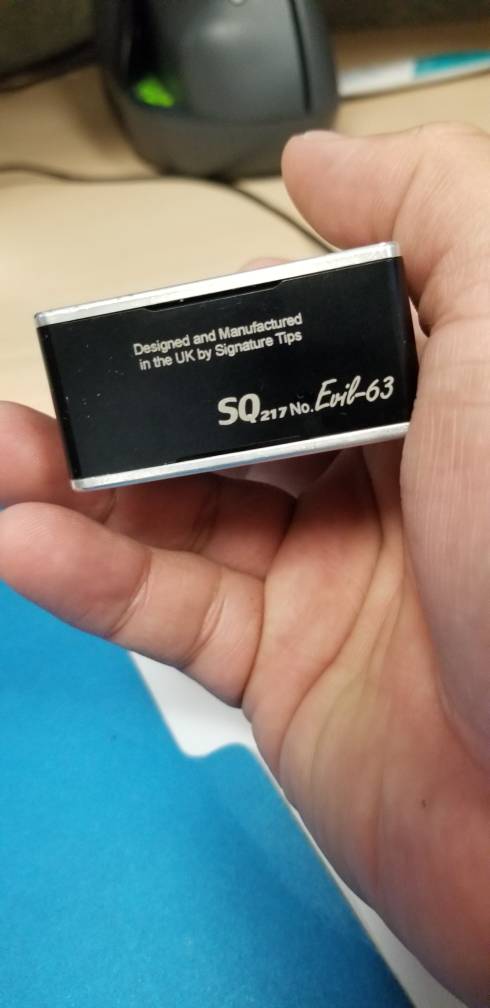 Designed and Manufactured
in the UK by Signature Tips
SQ217 No. Evil-63